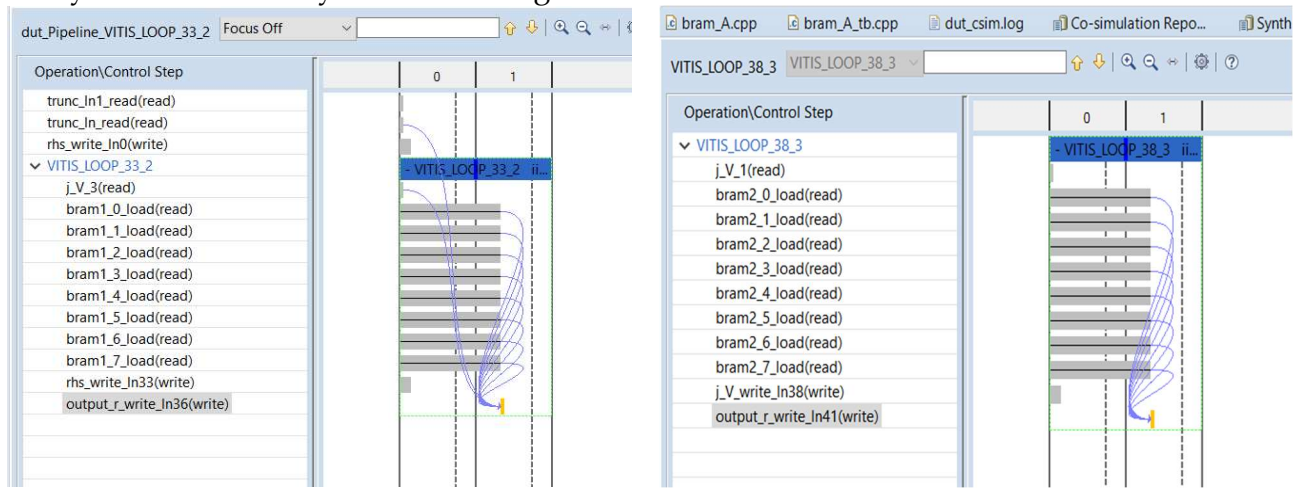 dut_Pipeline_VITIS_LOOP_33_2 Focus Off
Operation\Control Step 0 1
trunc_ln1_read(read)
trunc_ln_read(read)
rhs_write_ln0(write)
VITIS_LOOP_33_2 - VITIS_LOOP_33_2 ii...
j_V_3(read)
bram1_0_load(read)
bram1_1_load(read)
bram1_2_load(read)
bram1_3_load(read)
bram1_4_load(read)
bram1_5_load(read)
bram1_6_load(read)
bram1_7_load(read)
rhs_write_ln33(write)
output_r_write_ln36(write)
bram_A.cpp bram_A_tb.cpp dut_csim.log Co-simulation Repo... Synth
VITIS_LOOP_38_3 VITIS_LOOP_38_3
Operation\Control Step 0 1
VITIS_LOOP_38_3 - VITIS_LOOP_38_3 ii...
j_V_1(read)
bram2_0_load(read)
bram2_1_load(read)
bram2_2_load(read)
bram2_3_load(read)
bram2_4_load(read)
bram2_5_load(read)
bram2_6_load(read)
bram2_7_load(read)
j_V_write_ln38(write)
output_r_write_ln41(write)